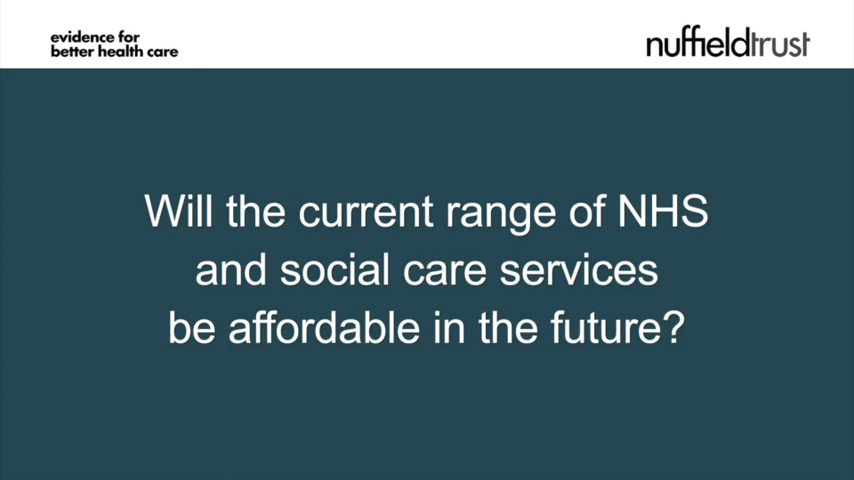 evidence for
better health care
nuffieldtrust
Will the current range of NHS
and social care services
be affordable in the future?